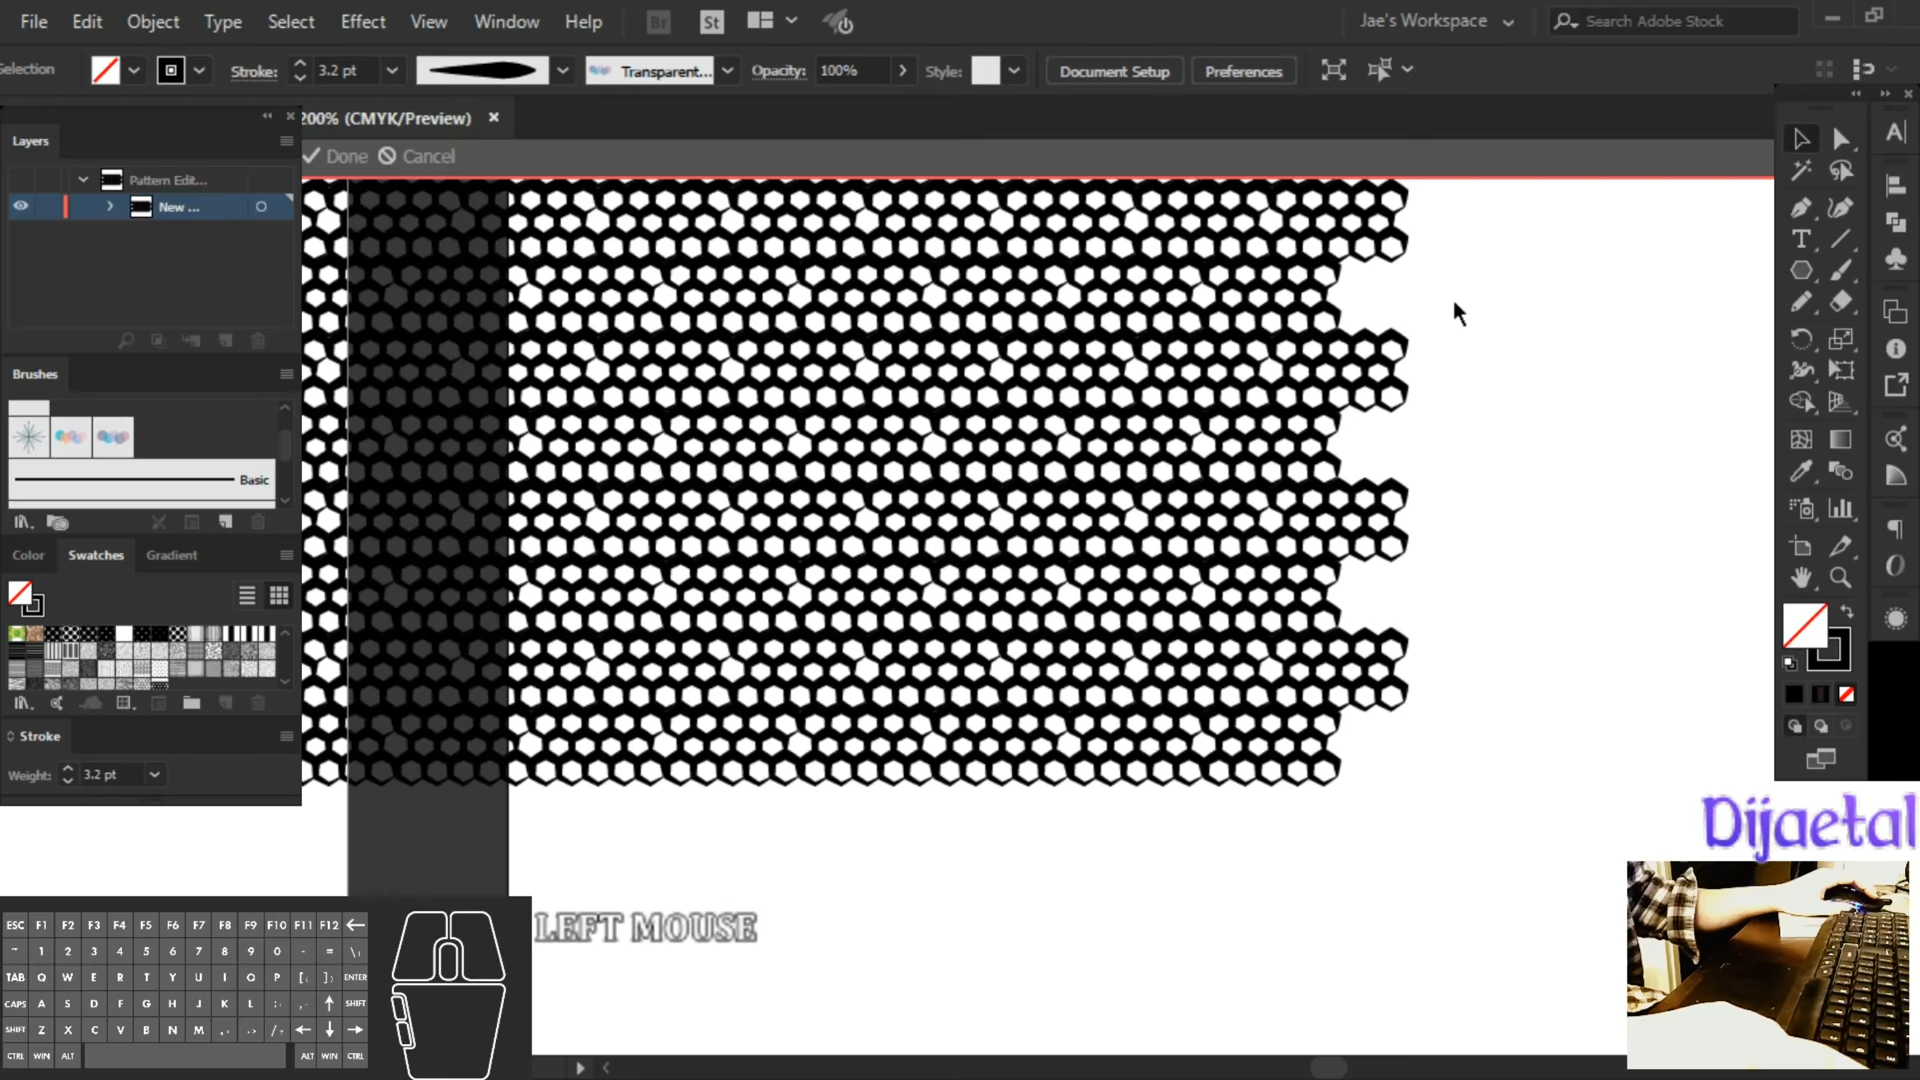 File Edit Object Type Select Effect View Window Help Br St Jae's Workspace Search Adobe Stock
Selection Stroke: 3.2 pt Transparent... Opacity: 100% Style: Document Setup Preferences
200% (CMYK/Preview)
Layers
Done Cancel
Pattern Edit...
New ...
Brushes
Basic
Color Swatches Gradient
Stroke
Weight: 3.2 pt
Dijaetal
LEFT MOUSE
ESC F1 F2 F3 F4 F5 F6 F7 F8 F9 F10 F11 F12
~ 1 2 3 4 5 6 7 8 9 0 - = \
TAB Q W E R T Y U I O P [ ] ENTER
CAPS A S D F G H J K L ; SHIFT
SHIFT Z X C V B N M
CTRL WIN ALT ALT WIN CTRL